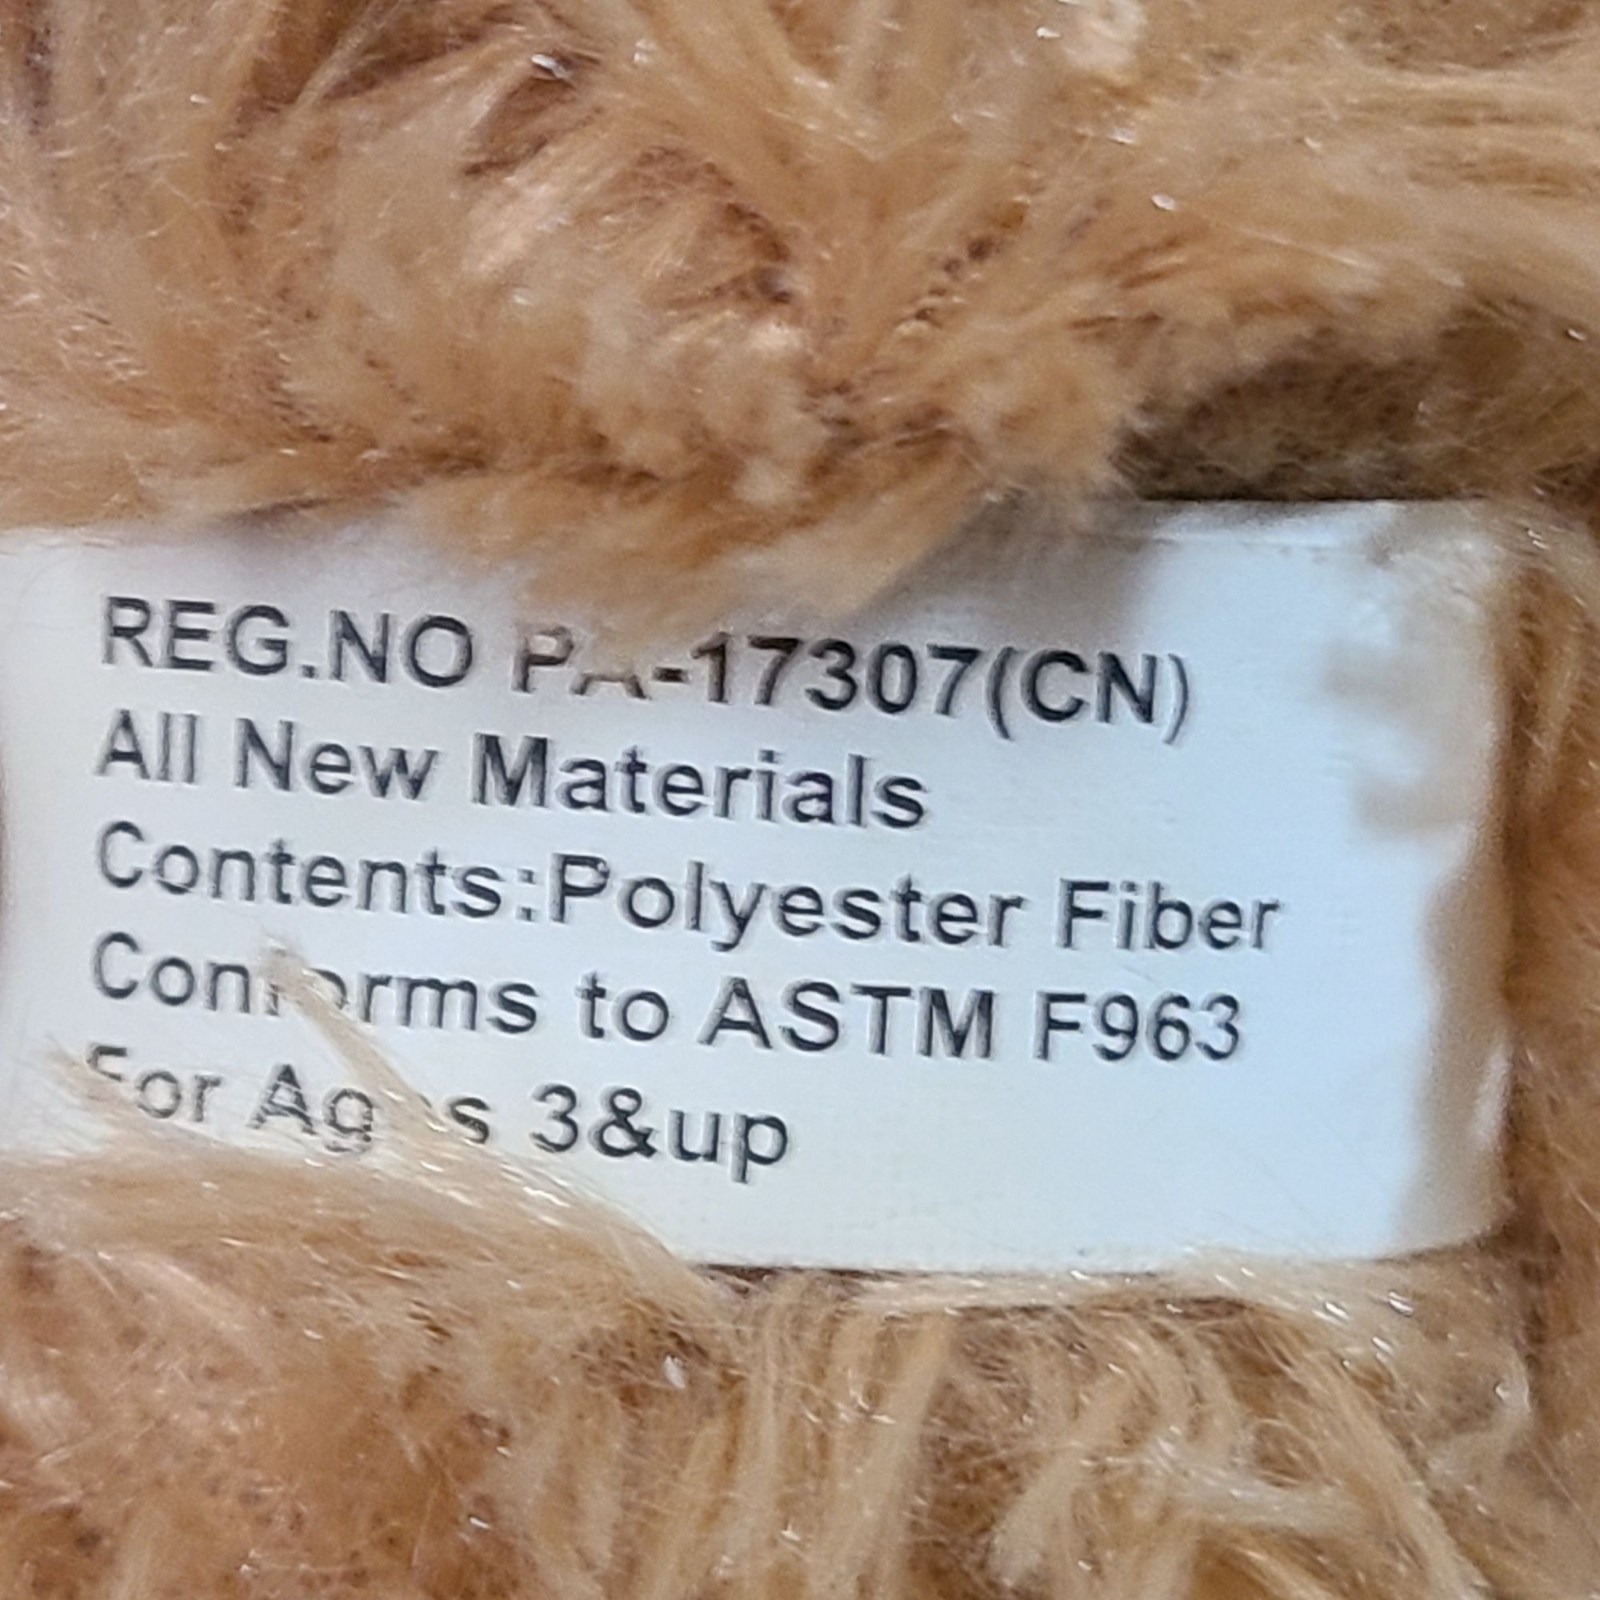 REG.NO PA-17307(CN)
All New Materials
Contents:Polyester Fiber
Conforms to ASTM F963
For Ages 3&up